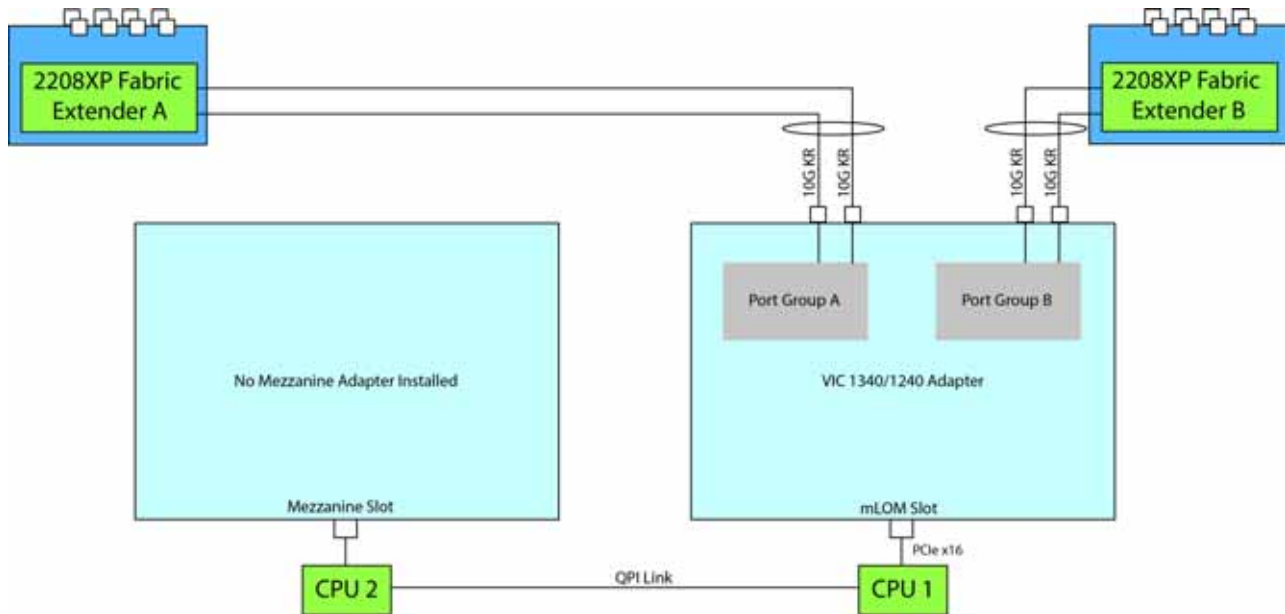 2208XP Fabric
Extender A
2208XP Fabric
Extender B
10G KR
10G KR
10G KR
10G KR
Port Group A
Port Group B
No Mezzanine Adapter Installed
VIC 1340/1240 Adapter
Mezzanine Slot
mLOM Slot
PCIe x16
QPI Link
CPU 2
CPU 1